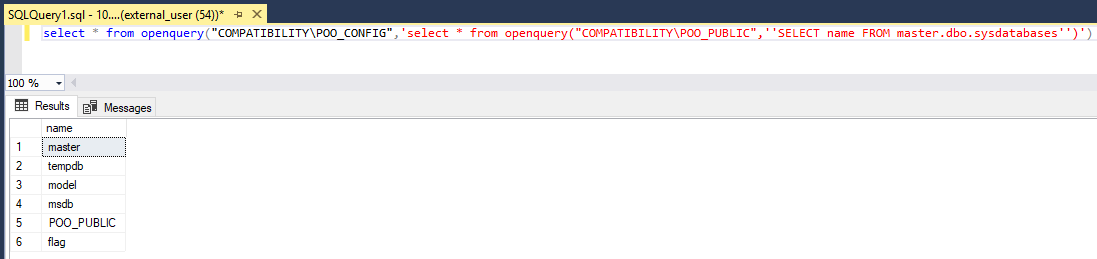 SQLQuery1.sql - 10....(external_user (54))*
select * from openquery("COMPATIBILITY\POO_CONFIG",'select * from openquery("COMPATIBILITY\POO_PUBLIC",''SELECT name FROM master.dbo.sysdatabases'')')
100 %
Results Messages
name
1 master
2 tempdb
3 model
4 msdb
5 POO_PUBLIC
6 flag